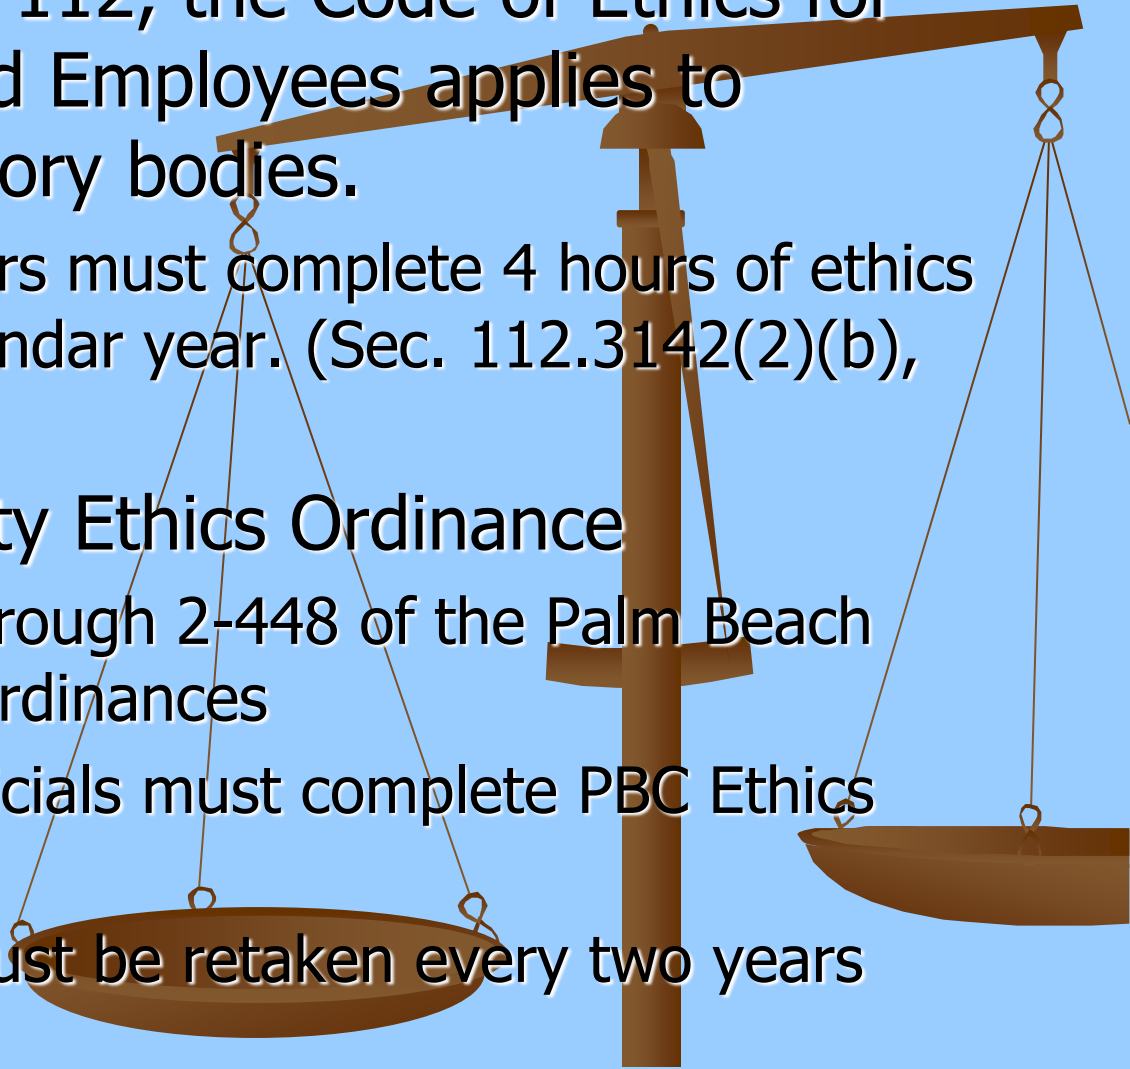 112, the Code of Ethics for
d Employees applies to
ory bodies.
rs must complete 4 hours of ethics
ndar year. (Sec. 112.3142(2)(b),
ty Ethics Ordinance
rough 2-448 of the Palm Beach
rdinances
icials must complete PBC Ethics
ust be retaken every two years